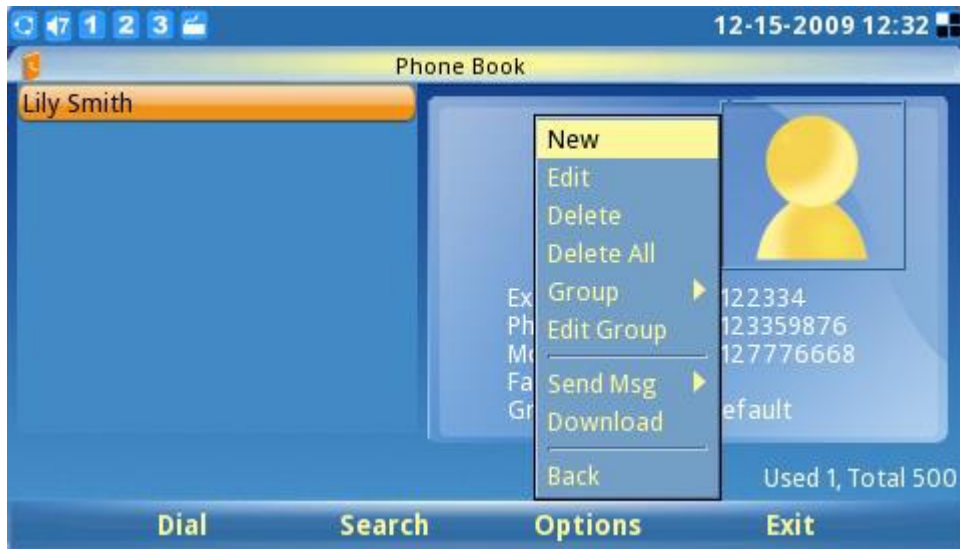 7 1 2 3 12-15-2009 12:32
Phone Book
Lily Smith
New
Edit
Delete
Delete All
Group
Edit Group
Send Msg
Download
Back
Ex 122334
Ph 123359876
Mo 127776668
Fa
Gr efault
Used 1, Total 500
Dial Search Options Exit